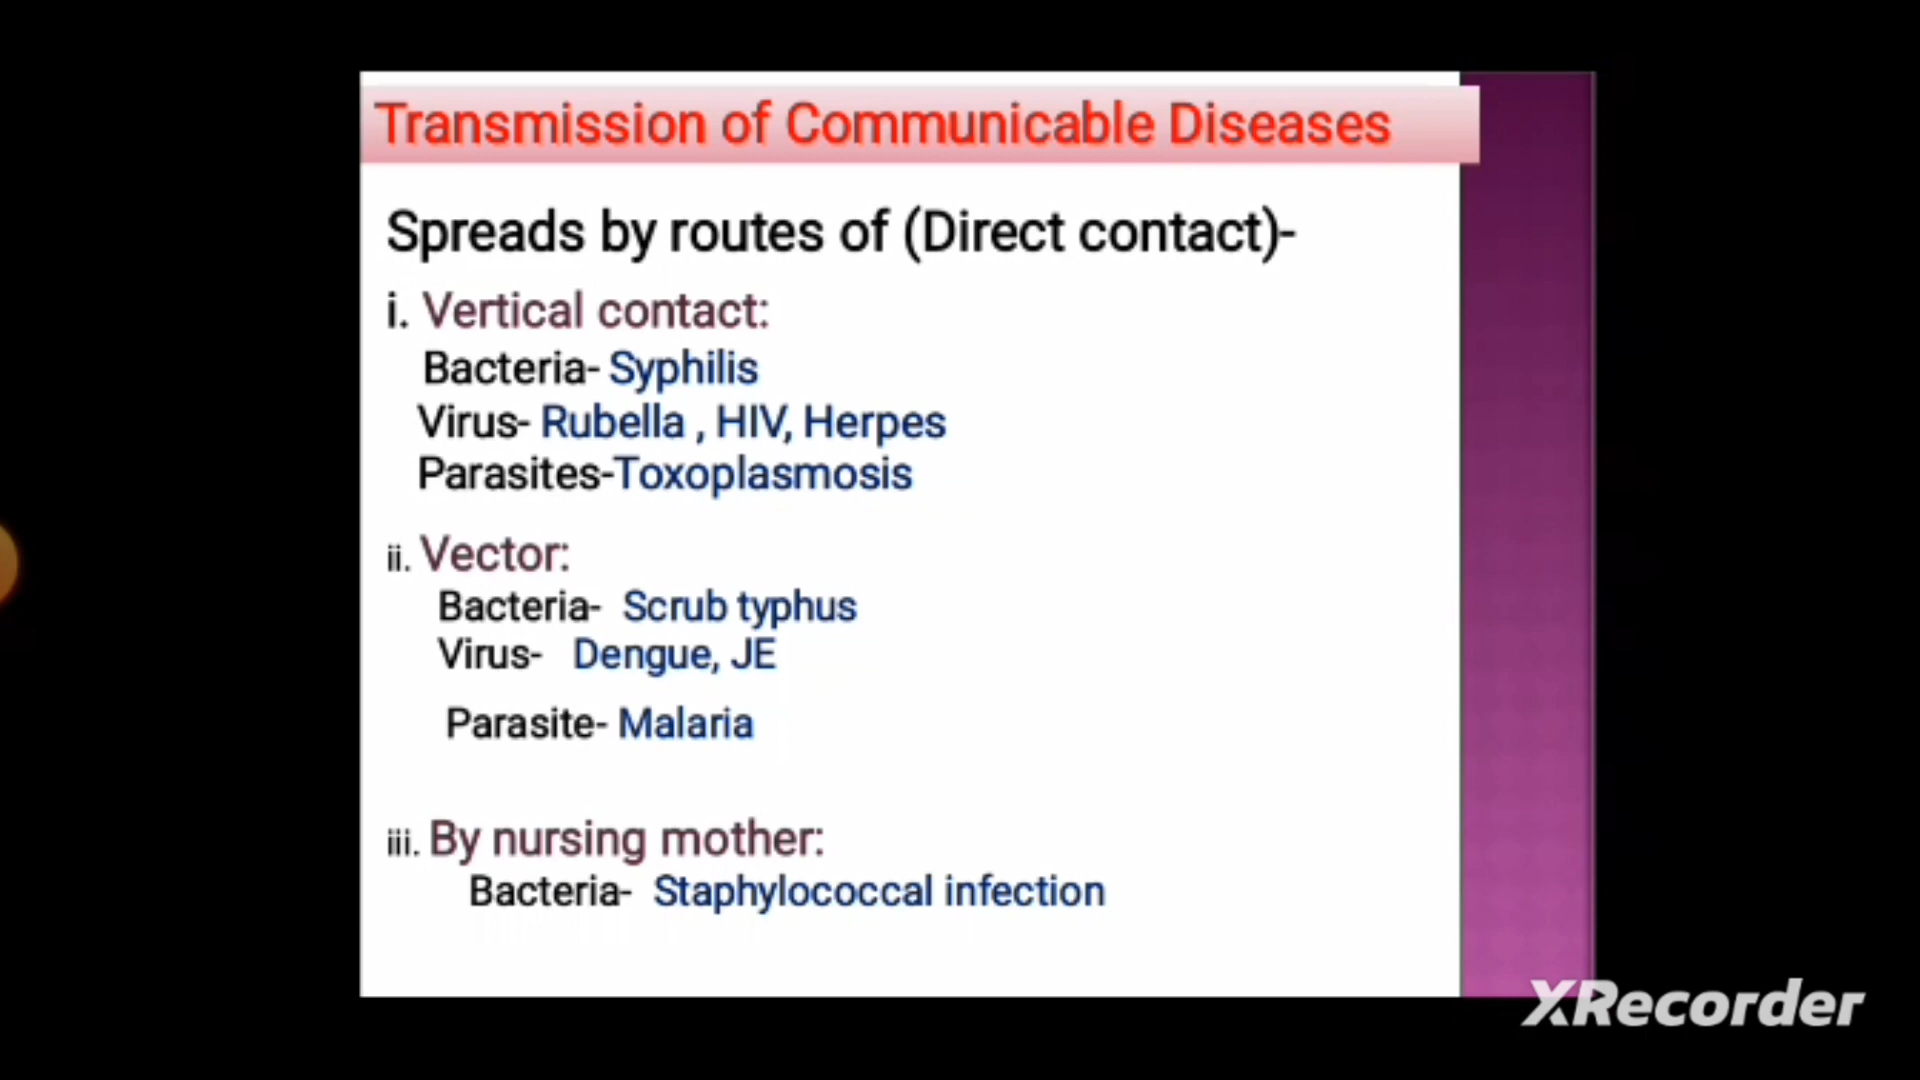 Transmission of Communicable Diseases
Spreads by routes of (Direct contact)-
i. Vertical contact:
Bacteria- Syphilis
Virus- Rubella , HIV, Herpes
Parasites-Toxoplasmosis
ii. Vector:
Bacteria- Scrub typhus
Virus- Dengue, JE
Parasite- Malaria
iii. By nursing mother:
Bacteria- Staphylococcal infection
XRecorder